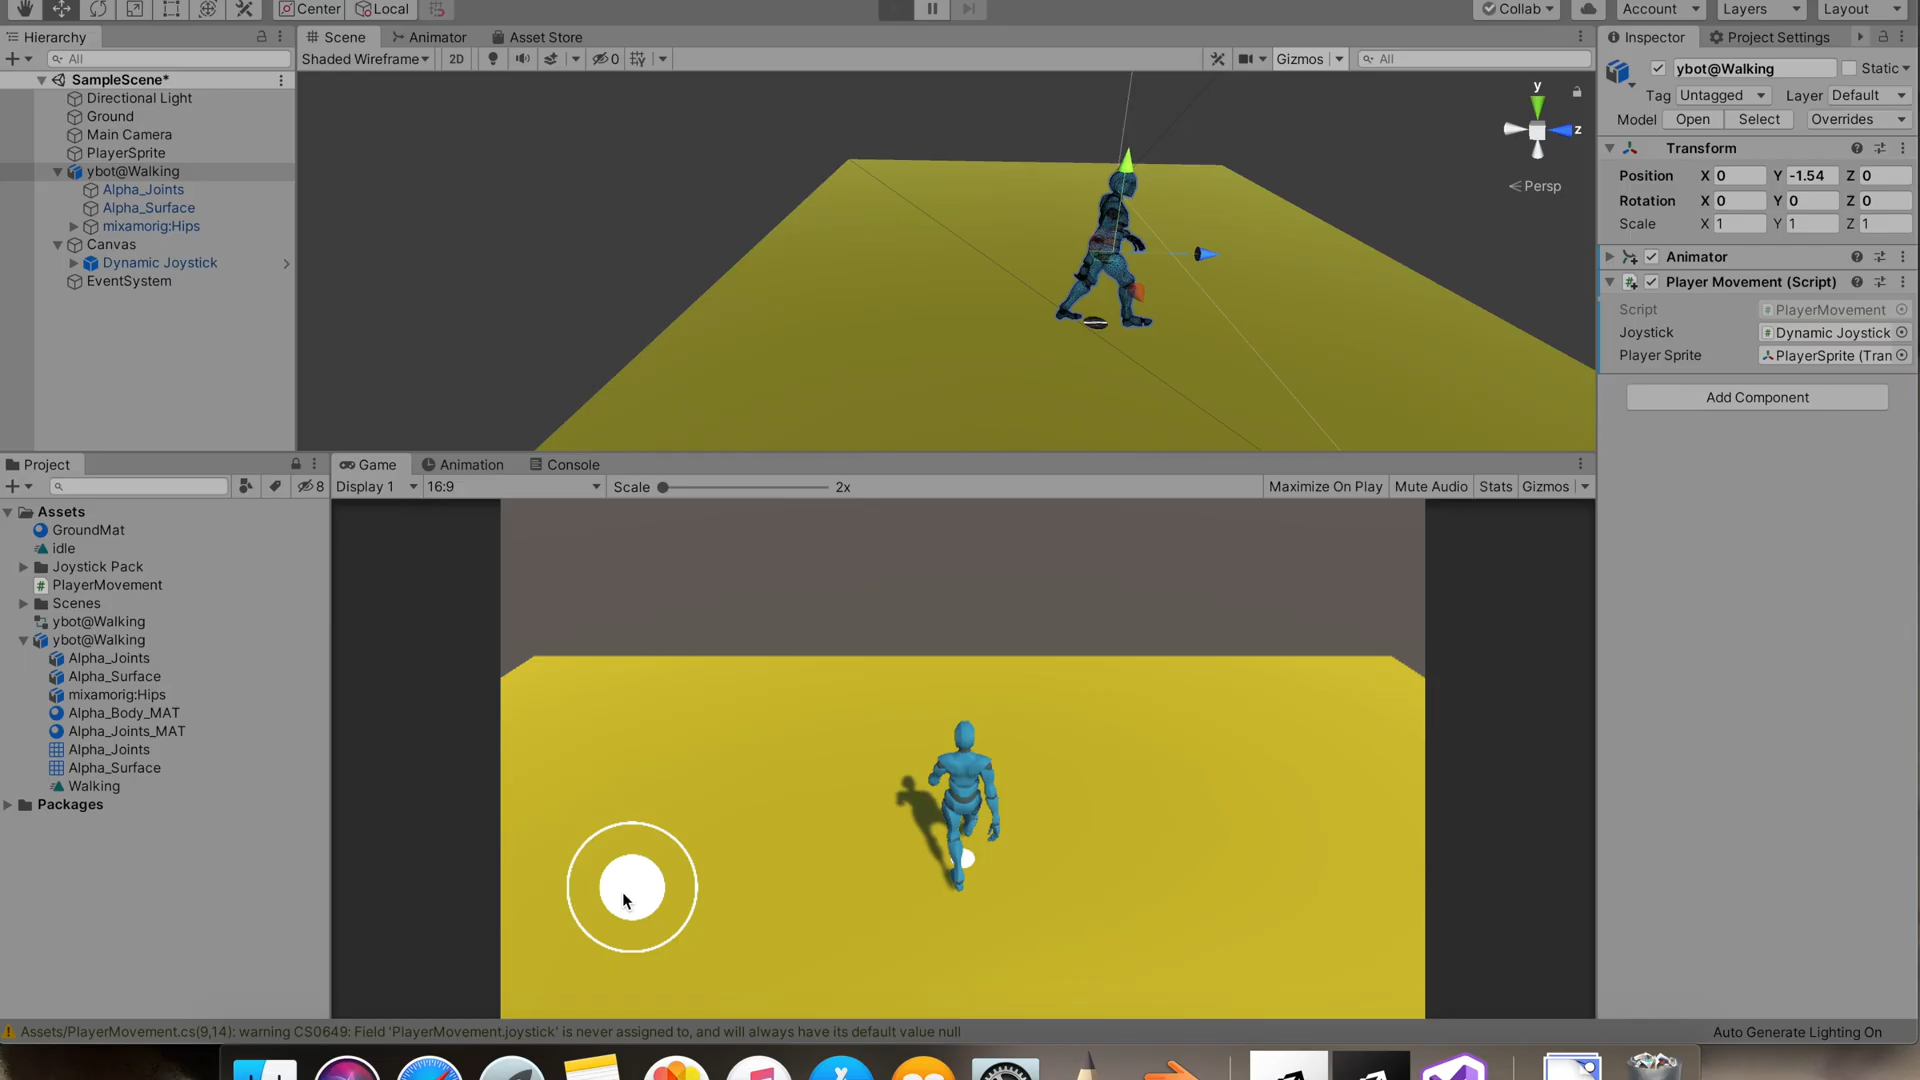 Center Local
Collab Account Layers Layout
Hierarchy
All
SampleScene*
Directional Light
Ground
Main Camera
PlayerSprite
ybot@Walking
Alpha_Joints
Alpha_Surface
mixamorig:Hips
Canvas
Dynamic Joystick
EventSystem
Scene Animator Asset Store
Shaded Wireframe 2D 0 Gizmos All
y
z
Persp
Inspector Project Settings
ybot@Walking Static
Tag Untagged Layer Default
Model Open Select Overrides
Transform
Position X 0 Y -1.54 Z 0
Rotation X 0 Y 0 Z 0
Scale X 1 Y 1 Z 1
Animator
Player Movement (Script)
Script PlayerMovement
Joystick Dynamic Joystick
Player Sprite PlayerSprite (Tran
Add Component
Project
8
Assets
GroundMat
idle
Joystick Pack
PlayerMovement
Scenes
ybot@Walking
ybot@Walking
Alpha_Joints
Alpha_Surface
mixamorig:Hips
Alpha_Body_MAT
Alpha_Joints_MAT
Alpha_Joints
Alpha_Surface
Walking
Packages
Game Animation Console
Display 1 16:9 Scale 2x Maximize On Play Mute Audio Stats Gizmos
Assets/PlayerMovement.cs(9,14): warning CS0649: Field 'PlayerMovement.joystick' is never assigned to, and will always have its default value null
Auto Generate Lighting On